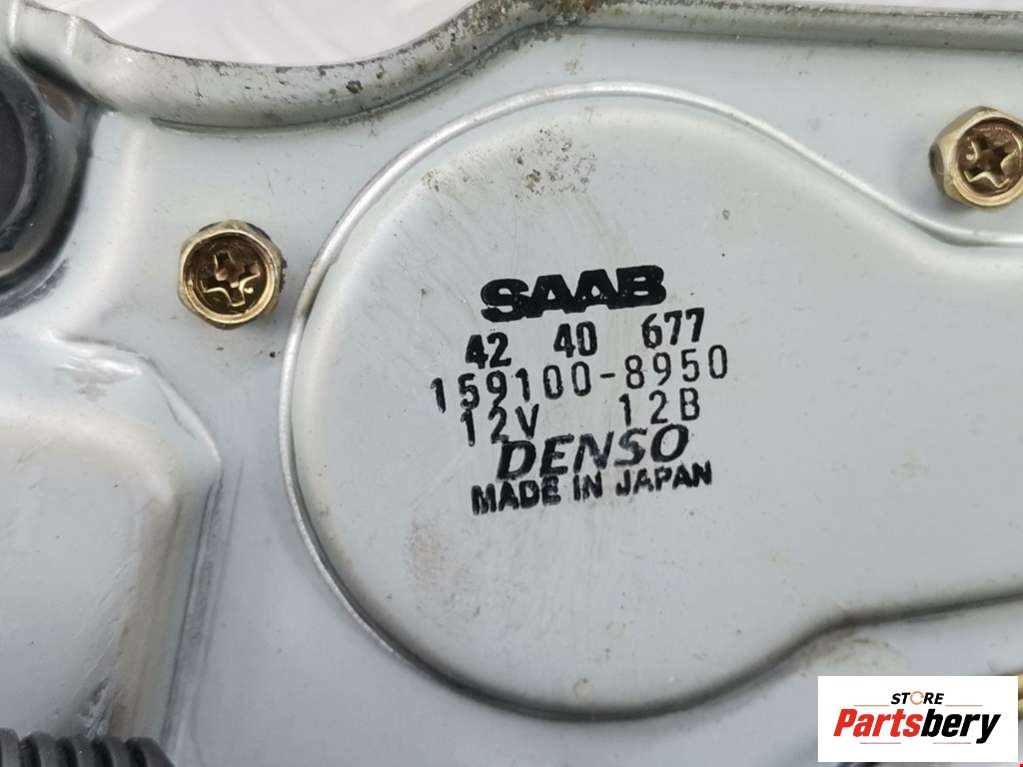 SAAB
42 40 677
159100-8950
12V 12B
DENSO
MADE IN JAPAN
STORE
Partsbery